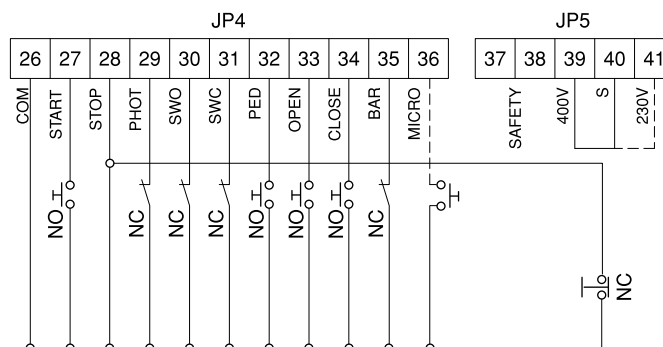 JP4 JP5
26 27 28 29 30 31 32 33 34 35 36 37 38 39 40 41
COM START STOP PHOT SWO SWC PED OPEN CLOSE BAR MICRO SAFETY 400V S 230V
NO NC NC NC NO NO NO NC NC